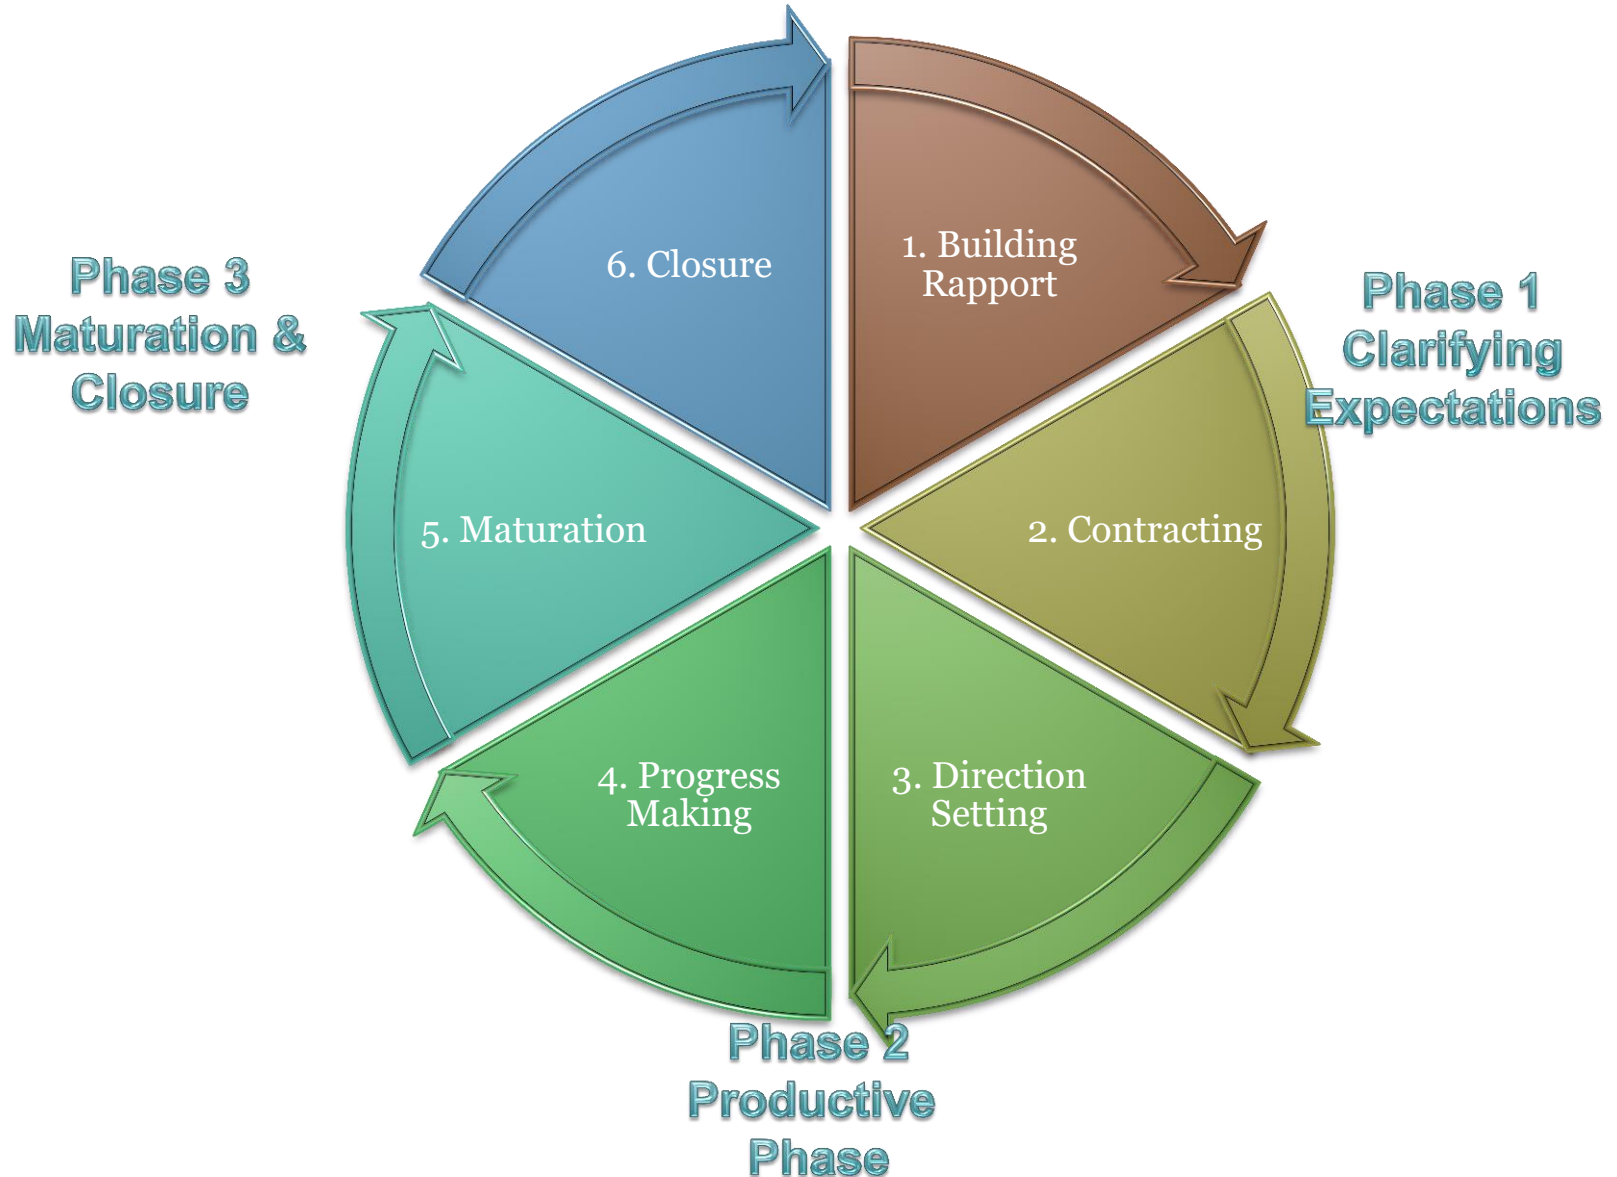 1. Building
Rapport
2. Contracting
3. Direction
Setting
4. Progress
Making
5. Maturation
6. Closure
Phase 1
Clarifying
Expectations
Phase 2
Productive
Phase
Phase 3
Maturation &
Closure